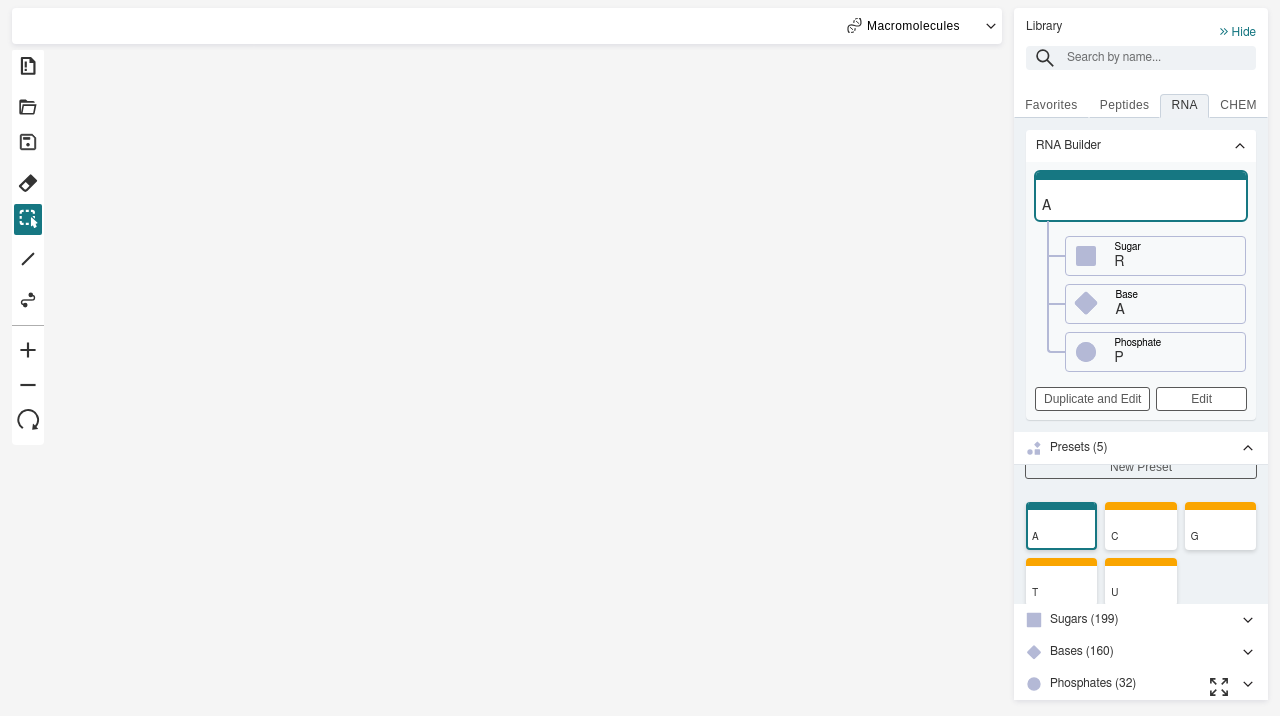 Macromolecules
Library
Hide
Search by name...
Favorites Peptides RNA CHEM
RNA Builder
A
Sugar
R
Base
A
Phosphate
P
Duplicate and Edit Edit
Presets (5)
New Preset
A C G
T U
Sugars (199)
Bases (160)
Phosphates (32)